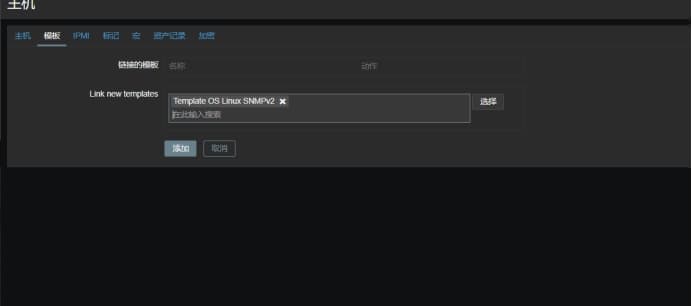 主机
主机 模板 IPMI 标记 宏 资产记录 加密
链接的模板 名称 动作
Link new templates Template OS Linux SNMPv2 ✖ 选择
在此输入搜索
添加 取消